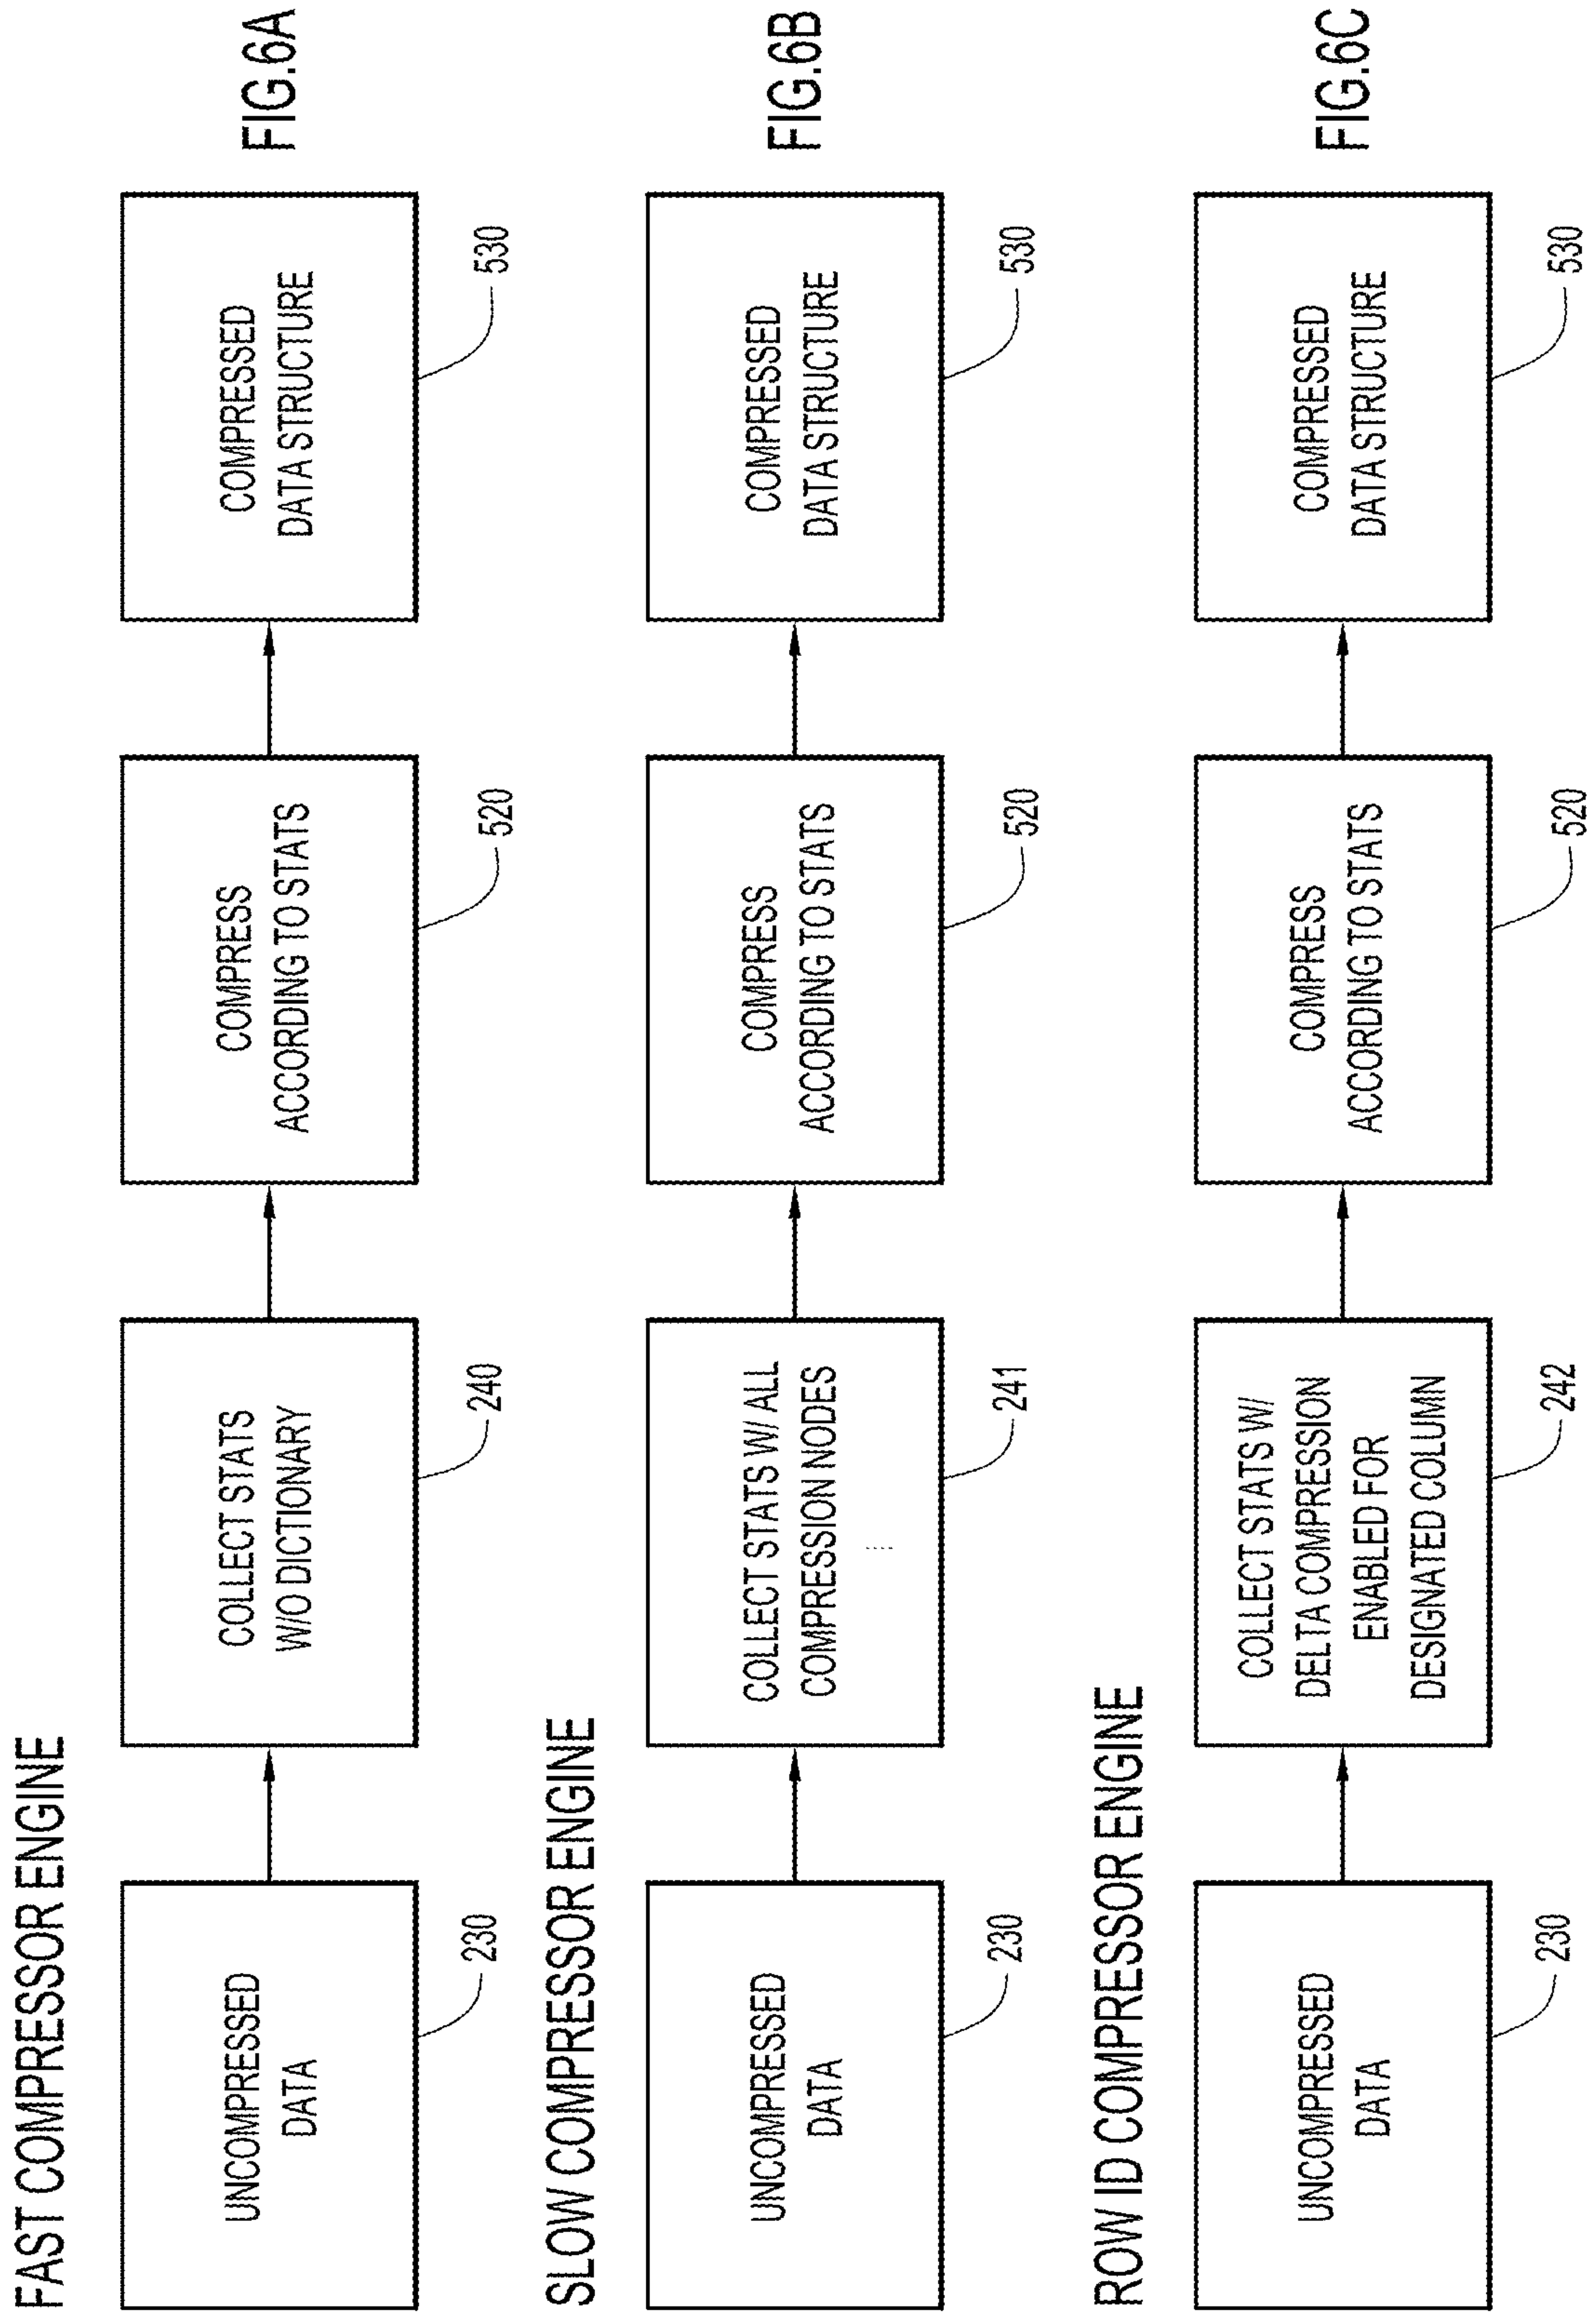 FAST COMPRESSOR ENGINE
UNCOMPRESSED
DATA
230
COLLECT STATS
W/O DICTIONARY
240
COMPRESS
ACCORDING TO STATS
520
COMPRESSED
DATA STRUCTURE
530
FIG.6A
SLOW COMPRESSOR ENGINE
UNCOMPRESSED
DATA
230
COLLECT STATS W/ ALL
COMPRESSION NODES
241
COMPRESS
ACCORDING TO STATS
520
COMPRESSED
DATA STRUCTURE
530
FIG.6B
ROW ID COMPRESSOR ENGINE
UNCOMPRESSED
DATA
230
COLLECT STATS W/
DELTA COMPRESSION
ENABLED FOR
DESIGNATED COLUMN
242
COMPRESS
ACCORDING TO STATS
520
COMPRESSED
DATA STRUCTURE
530
FIG.6C